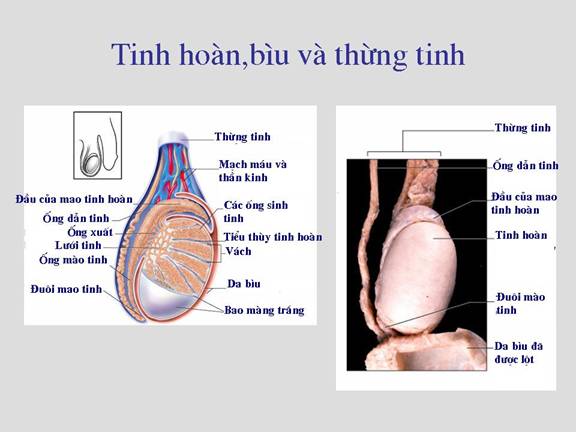 Tinh hoàn,bìu và thừng tinh
Thừng tinh
Mạch máu và
thần kinh
Đầu của mao tinh hoàn
Các ống sinh
tinh
Ống dẫn tinh
Ống xuất
Tiểu thùy tinh hoàn
Lưới tinh
Vách
Ống mào tinh
Đuôi mao tinh
Da bìu
Bao màng trắng
Thừng tinh
Ống dẫn tinh
Đầu của mao
tinh hoàn
Tinh hoàn
Đuôi mào
tinh
Da bìu đã
được lột